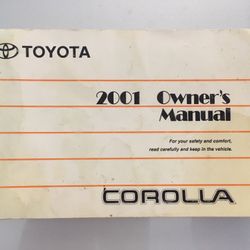 TOYOTA
2001 Owner's
Manual
For your safety and comfort,
read carefully and keep in the vehicle.
COROLLA